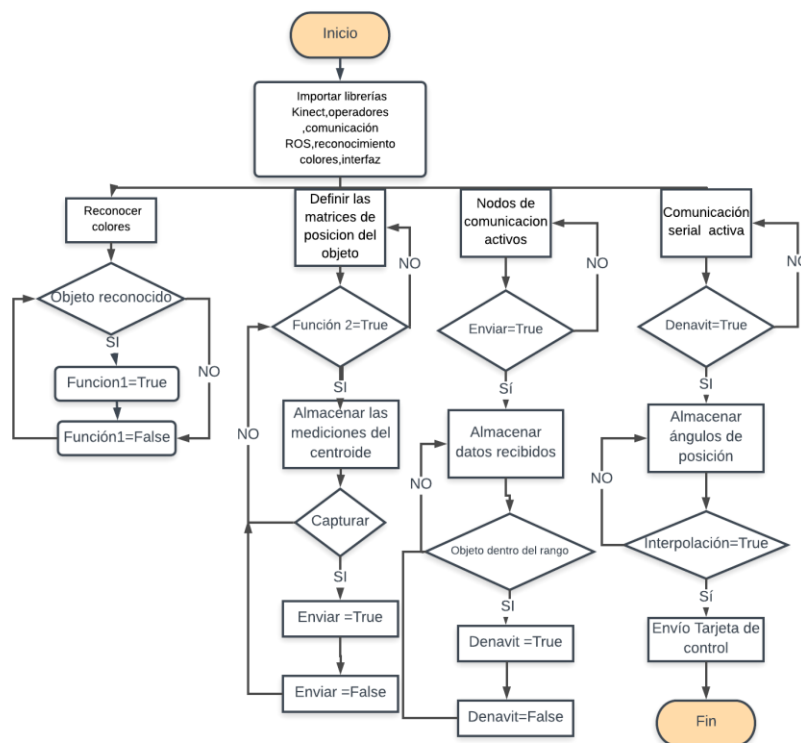 Inicio
Importar librerías
Kinect,operadores
,comunicación
ROS,reconocimiento
colores,interfaz
Reconocer
colores
Objeto reconocido
SI
NO
Funcion1=True
Función1=False
Definir las
matrices de
posicion del
objeto
NO
Función 2=True
SI
Almacenar las
mediciones del
centroide
NO
Capturar
SI
Enviar =True
Enviar =False
Nodos de
comunicacion
activos
NO
Enviar=True
Sí
Almacenar
datos recibidos
NO
Objeto dentro del rango
SI
Denavit =True
Denavit=False
Comunicación
serial activa
NO
Denavit=True
SI
Almacenar
ángulos de
posición
NO
Interpolación=True
Sí
Envío Tarjeta de
control
Fin